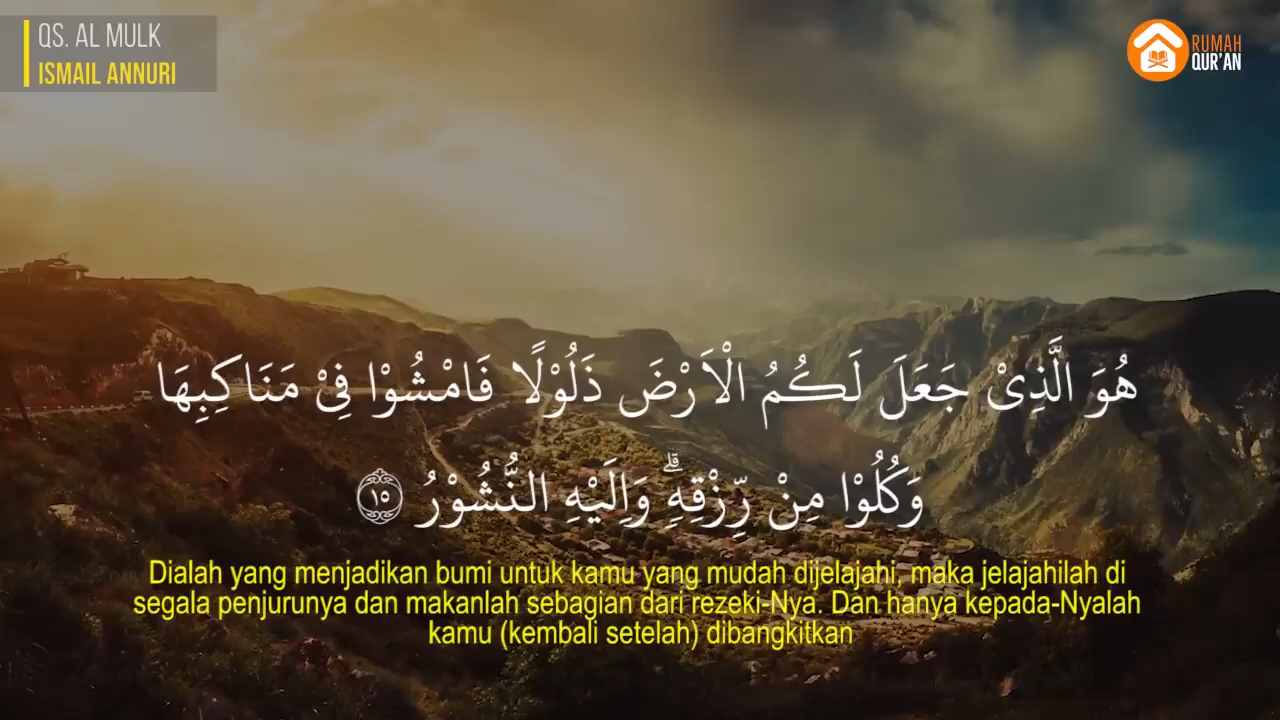 QS. AL MULK
ISMAIL ANNURI
RUMAH
QUR'AN
هُوَ الَّذِيْ جَعَلَ لَكُمُ الْاَرْضَ ذَلُوْلًا فَامْشُوْا فِيْ مَنَاكِبِهَا
وَكُلُوْا مِنْ رِّزْقِهٖۗ وَاِلَيْهِ النُّشُوْرُ ١٥
Dialah yang menjadikan bumi untuk kamu yang mudah dijelajahi, maka jelajahilah di
segala penjurunya dan makanlah sebagian dari rezeki-Nya. Dan hanya kepada-Nyalah
kamu (kembali setelah) dibangkitkan